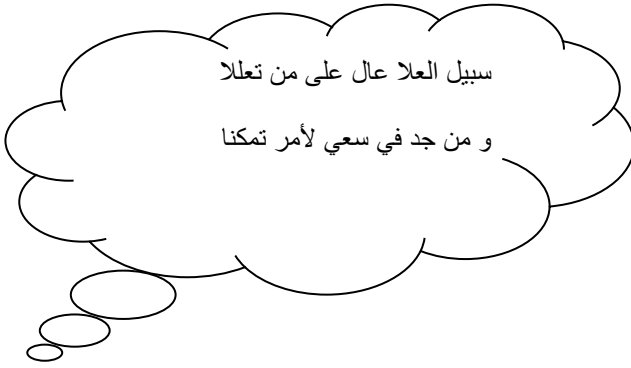 سبيل العلا عال على من تعللا
و من جد في سعي لأمر تمكنا